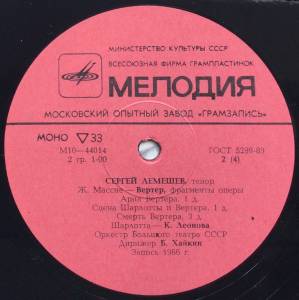 МИНИСТЕРСТВО КУЛЬТУРЫ СССР
ВСЕСОЮЗНАЯ ФИРМА ГРАМПЛАСТИНОК
МЕЛОДИЯ
МОСКОВСКИЙ ОПЫТНЫЙ ЗАВОД «ГРАМЗАПИСЬ»
МОНО 33
М10—44014 ГОСТ 5289-80
2 гр. 1-00 2 (4)
СЕРГЕЙ ЛЕМЕШЕВ, тенор
Ж. Массне — Вертер, фрагменты оперы
Ария Вертера. 1 д.
Сцена Шарлотты и Вертера. 1 д.
Смерть Вертера. 3 д.
Шарлотта — К. Леонова
Оркестр Большого театра СССР
Дирижер Б. Хайкин
Запись 1966 г.